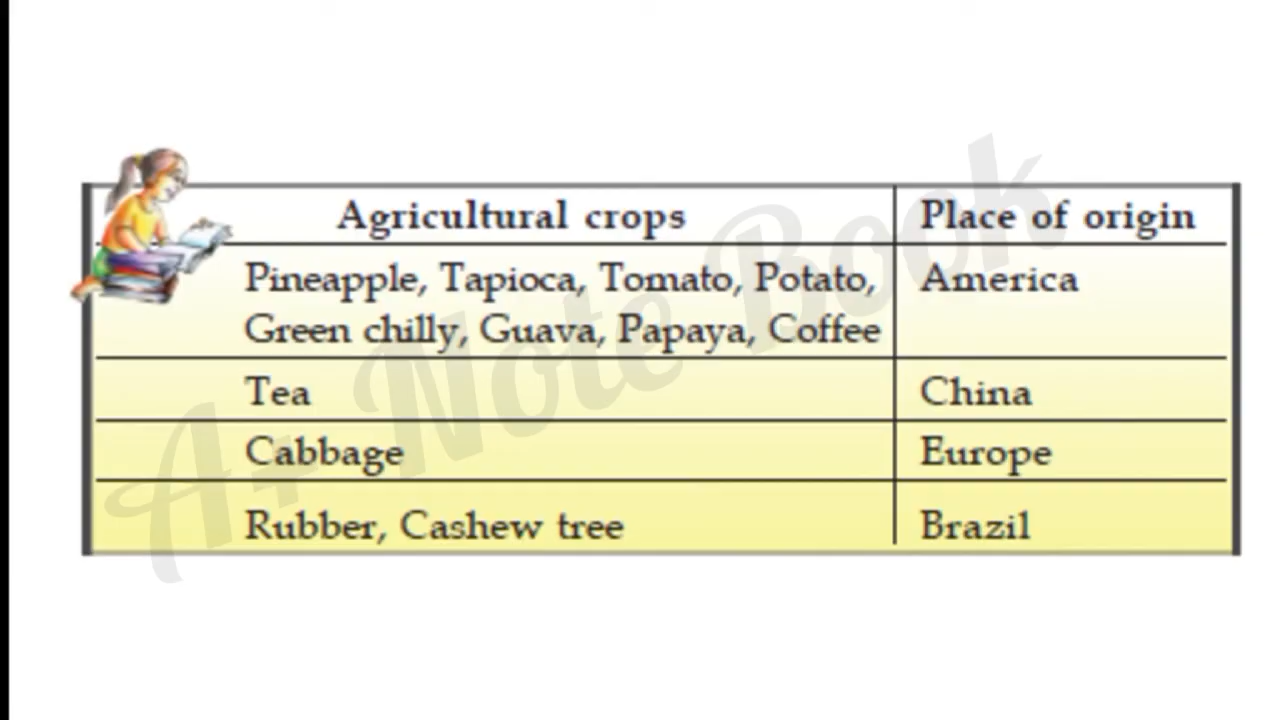 Agricultural crops Place of origin
Pineapple, Tapioca, Tomato, Potato, America
Green chilly, Guava, Papaya, Coffee
Tea China
Cabbage Europe
Rubber, Cashew tree Brazil
A+ Note Book